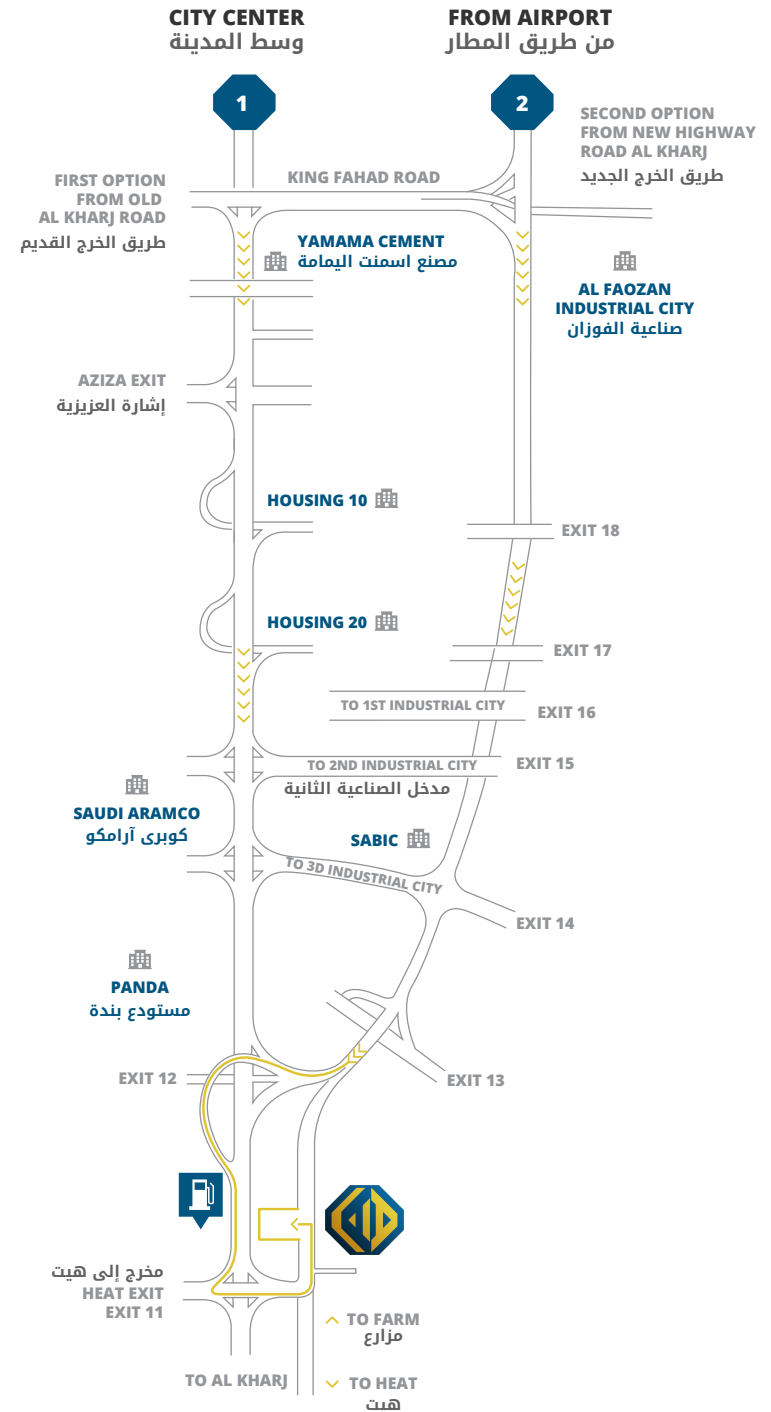 CITY CENTER
وسط المدينة
FROM AIRPORT
من طريق المطار
1
2
SECOND OPTION
FROM NEW HIGHWAY
ROAD AL KHARJ
طريق الخرج الجديد
FIRST OPTION
FROM OLD
AL KHARJ ROAD
طريق الخرج القديم
KING FAHAD ROAD
YAMAMA CEMENT
مصنع اسمنت اليمامة
AL FAOZAN
INDUSTRIAL CITY
صناعية الفوزان
AZIZA EXIT
إشارة العزيزية
HOUSING 10
EXIT 18
HOUSING 20
EXIT 17
TO 1ST INDUSTRIAL CITY
EXIT 16
TO 2ND INDUSTRIAL CITY
EXIT 15
مدخل الصناعية الثانية
SAUDI ARAMCO
كوبرى آرامكو
SABIC
TO 3D INDUSTRIAL CITY
EXIT 14
PANDA
مستودع بندة
EXIT 12
EXIT 13
مخرج إلى هيت
HEAT EXIT
EXIT 11
TO FARM
مزارع
TO AL KHARJ
TO HEAT
هيت